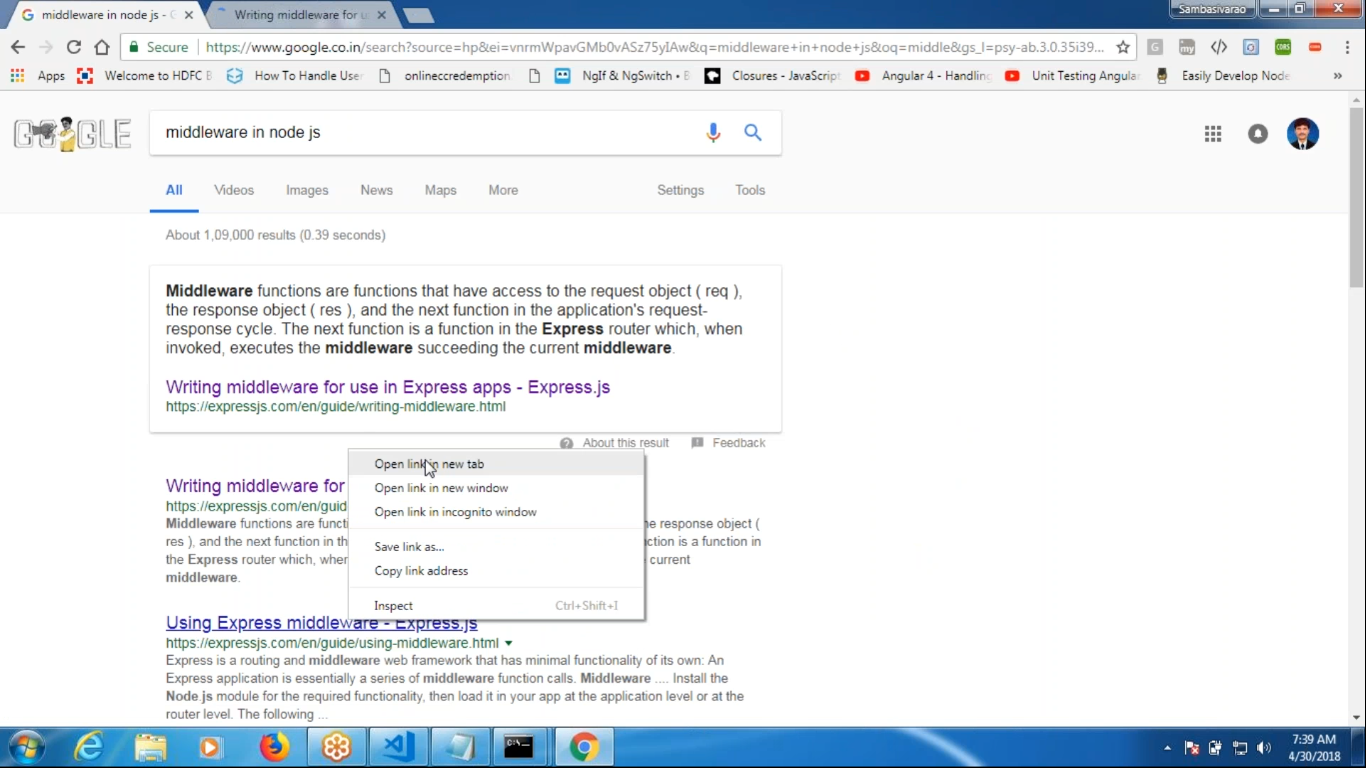 middleware in node js - G
Writing middleware for u
Sambasivarao
Secure
https://www.google.co.in/search?source=hp&ei=vnrmWpavGMb0vASz75yIAw&q=middleware+in+node+js&oq=middle&gs_l=psy-ab.3.0.35i39...
Apps
Welcome to HDFC B
How To Handle User
onlineccredemption
NgIf & NgSwitch •
Closures - JavaScript
Angular 4 - Handling
Unit Testing Angular
Easily Develop Node
»
GOOGLE
middleware in node js
All
Videos
Images
News
Maps
More
Settings
Tools
About 1,09,000 results (0.39 seconds)
Middleware functions are functions that have access to the request object ( req ),
the response object ( res ), and the next function in the application's request-
response cycle. The next function is a function in the Express router which, when
invoked, executes the middleware succeeding the current middleware.
Writing middleware for use in Express apps - Express.js
https://expressjs.com/en/guide/writing-middleware.html
About this result
Feedback
Open link in new tab
Open link in new window
Open link in incognito window
Save link as...
Copy link address
Inspect
Ctrl+Shift+I
Writing middleware for
https://expressjs.com/en/guid
Middleware functions are functi
he response object (
res ), and the next function in th
ction is a function in
the Express router which, wher
current
middleware.
Using Express middleware - Express.js
https://expressjs.com/en/guide/using-middleware.html
Express is a routing and middleware web framework that has minimal functionality of its own: An
Express application is essentially a series of middleware function calls. Middleware .... Install the
Node.js module for the required functionality, then load it in your app at the application level or at the
router level. The following ...
7:39 AM
4/30/2018